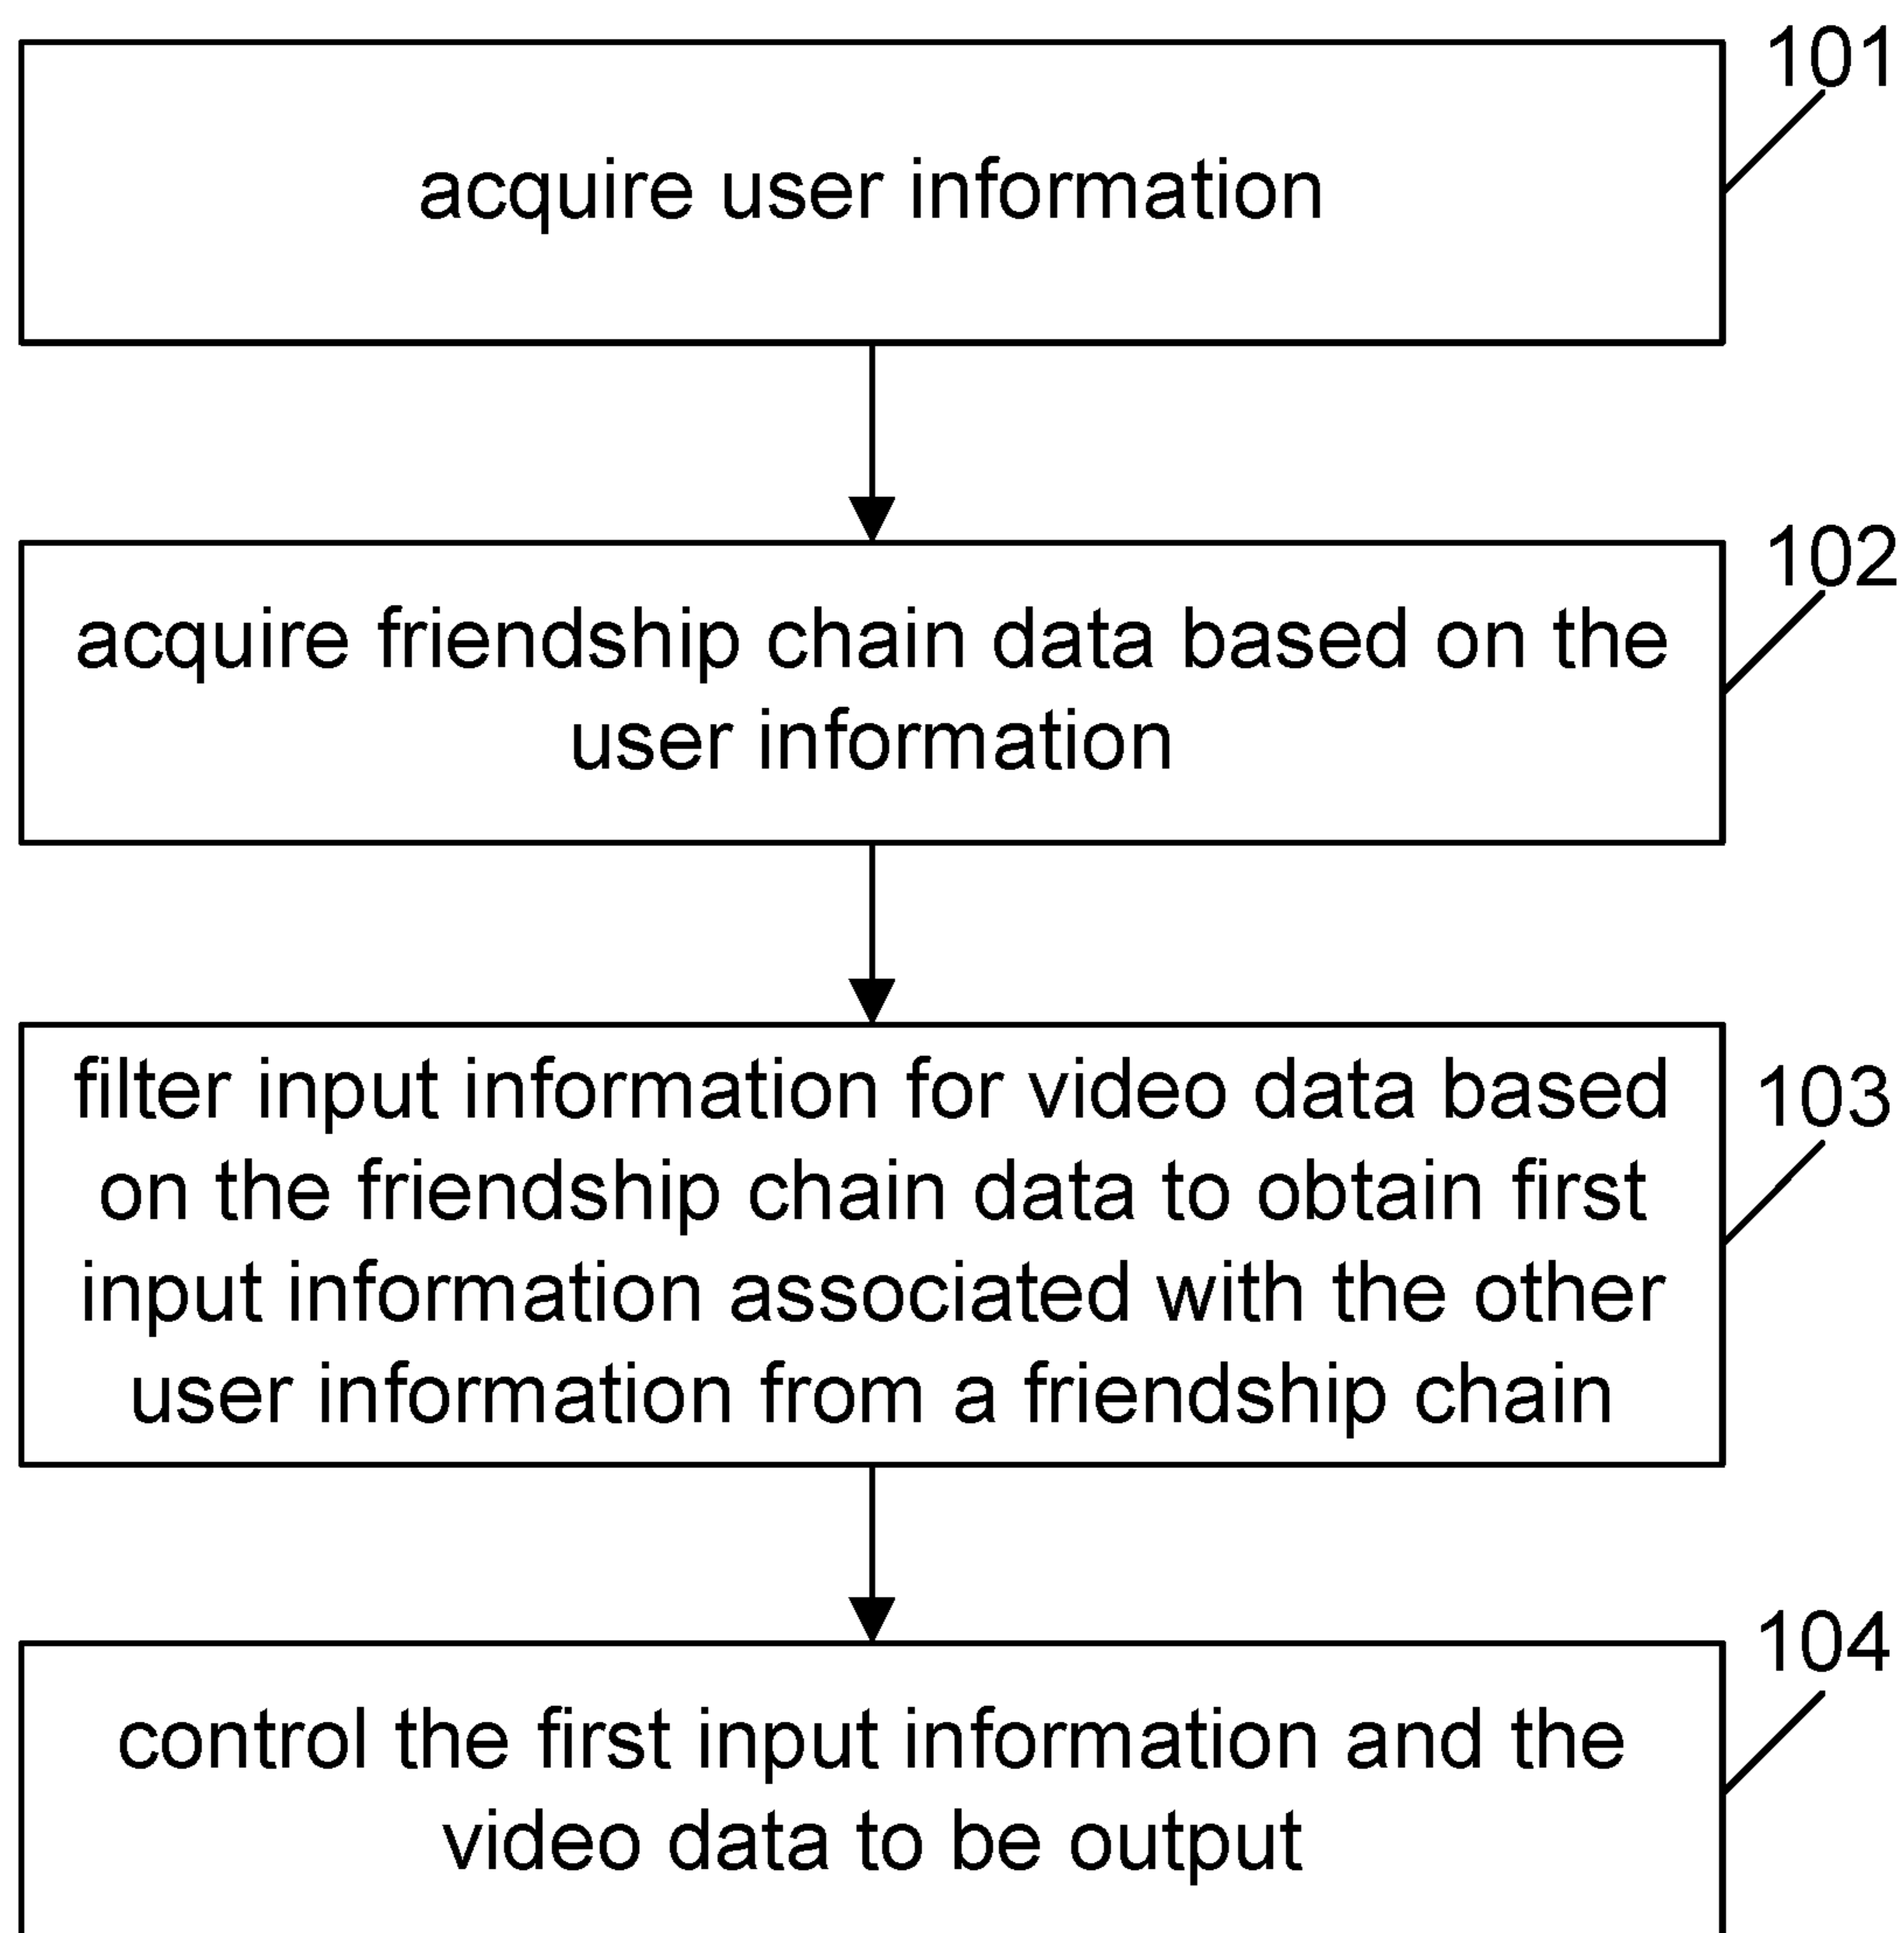 101
acquire user information
102
acquire friendship chain data based on the
user information
103
filter input information for video data based
on the friendship chain data to obtain first
input information associated with the other
user information from a friendship chain
104
control the first input information and the
video data to be output